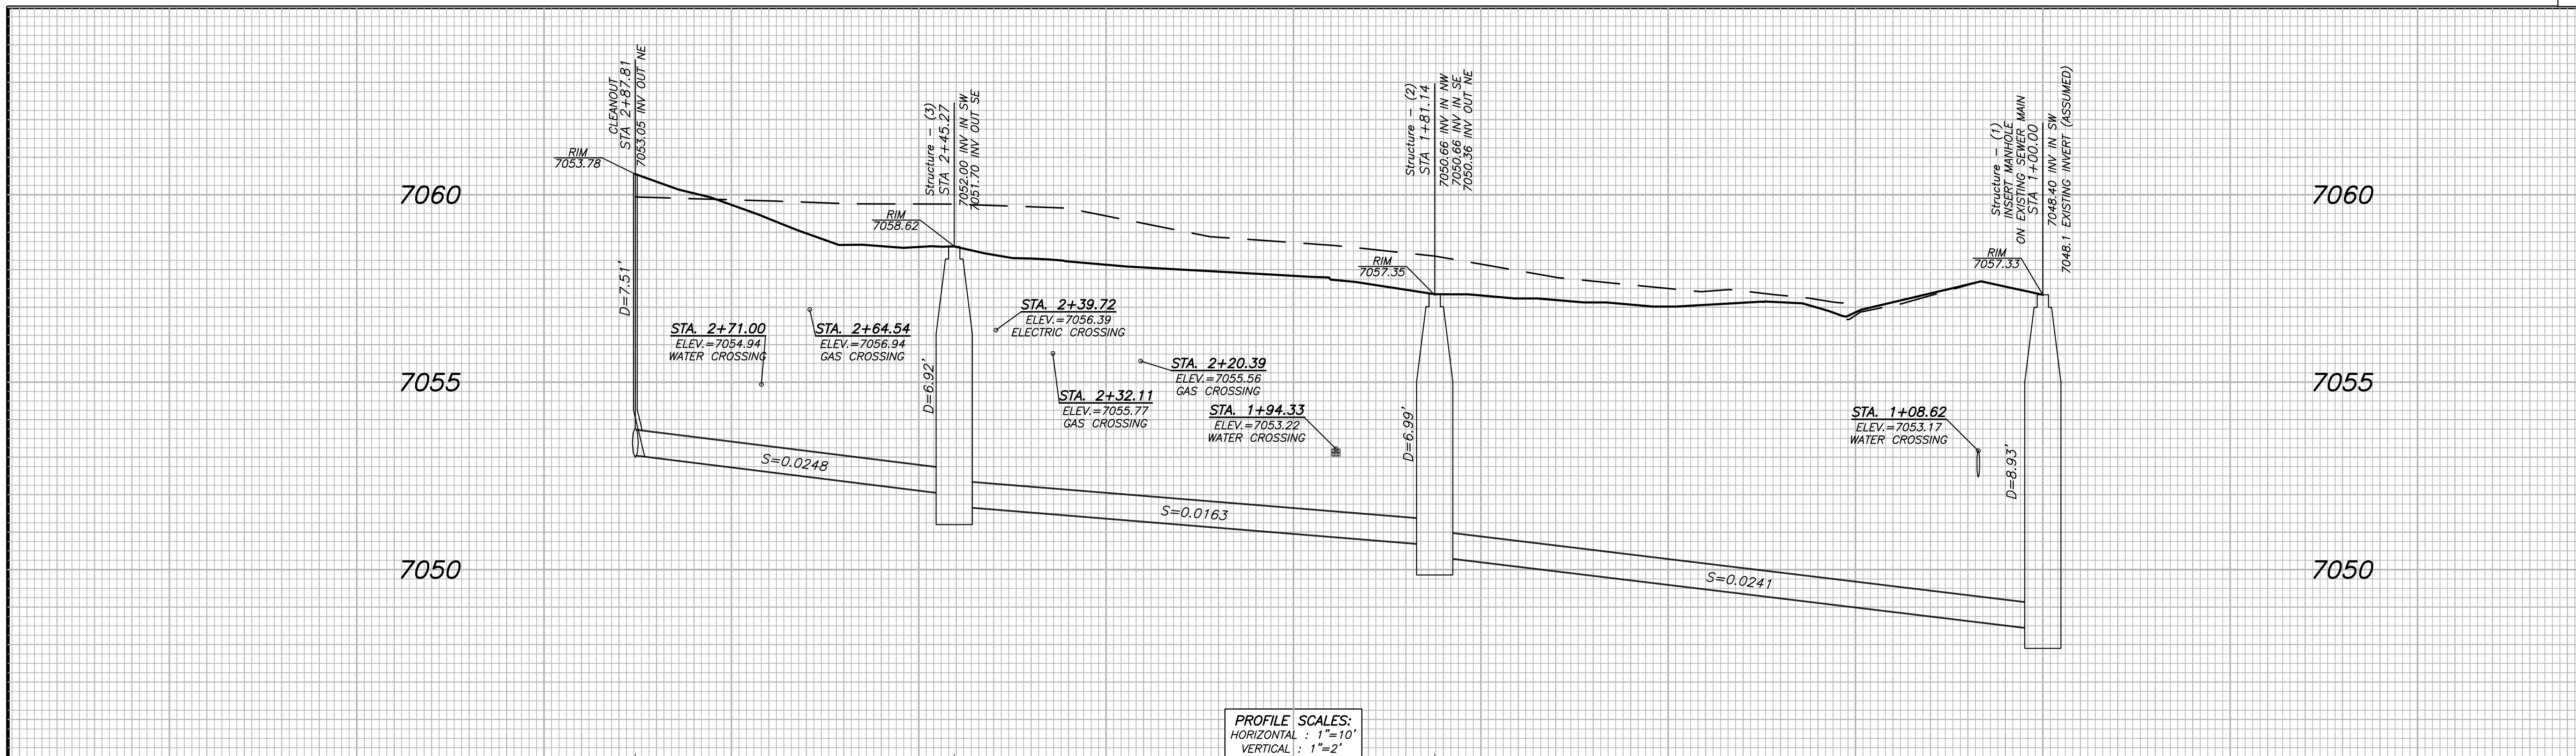 CLEANOUT
STA 2+87.81
7053.05 INV OUT NE
RIM
7053.78
Structure - (3)
STA 2+45.27
7052.00 INV IN SW
7051.70 INV OUT SE
RIM
7058.62
Structure - (2)
STA 1+81.14
7050.66 INV IN NW
7050.66 INV IN SE
7050.36 INV OUT NE
RIM
7057.35
Structure - (1)
INSERT MANHOLE
ON EXISTING SEWER MAIN
STA 1+00.00
7048.40 INV IN SW
7048.1 EXISTING INVERT (ASSUMED)
RIM
7057.33
7060
7060
D=7.51'
STA. 2+71.00
ELEV.=7054.94
WATER CROSSING
STA. 2+64.54
ELEV.=7056.94
GAS CROSSING
D=6.92'
STA. 2+39.72
ELEV.=7056.39
ELECTRIC CROSSING
STA. 2+32.11
ELEV.=7055.77
GAS CROSSING
STA. 2+20.39
ELEV.=7055.56
GAS CROSSING
STA. 1+94.33
ELEV.=7053.22
WATER CROSSING
D=6.99'
STA. 1+08.62
ELEV.=7053.17
WATER CROSSING
D=8.93'
7055
7055
S=0.0248
S=0.0163
S=0.0241
7050
7050
PROFILE SCALES:
HORIZONTAL : 1"=10'
VERTICAL : 1"=2'